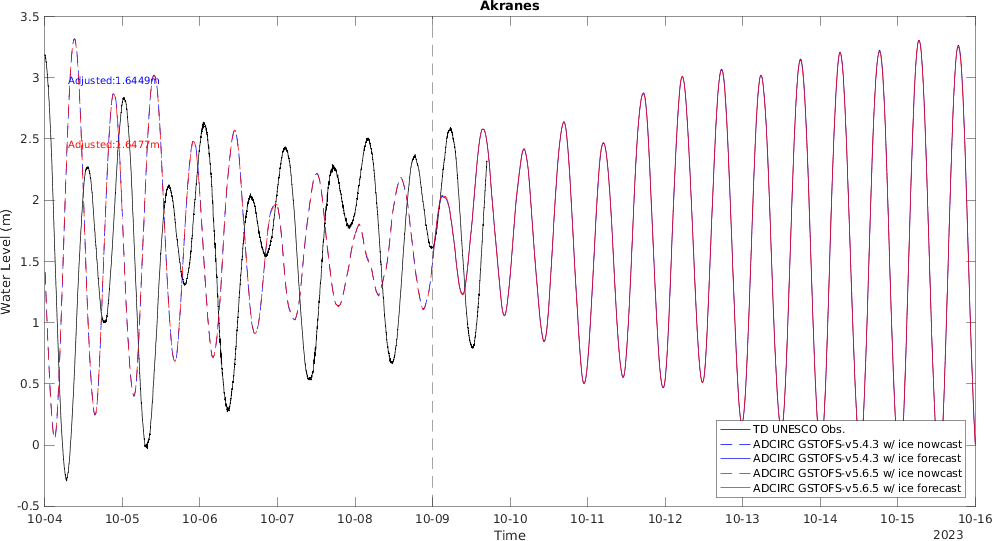 Akranes
Water Level (m)
3.5
3
2.5
2
1.5
1
0.5
0
-0.5
Adjusted:1.6449m
Adjusted:1.6477m
TD UNESCO Obs.
ADCIRC GSTOFS-v5.4.3 w/ ice nowcast
ADCIRC GSTOFS-v5.4.3 w/ ice forecast
ADCIRC GSTOFS-v5.6.5 w/ ice nowcast
ADCIRC GSTOFS-v5.6.5 w/ ice forecast
10-04 10-05 10-06 10-07 10-08 10-09 10-10 10-11 10-12 10-13 10-14 10-15 10-16
Time
2023